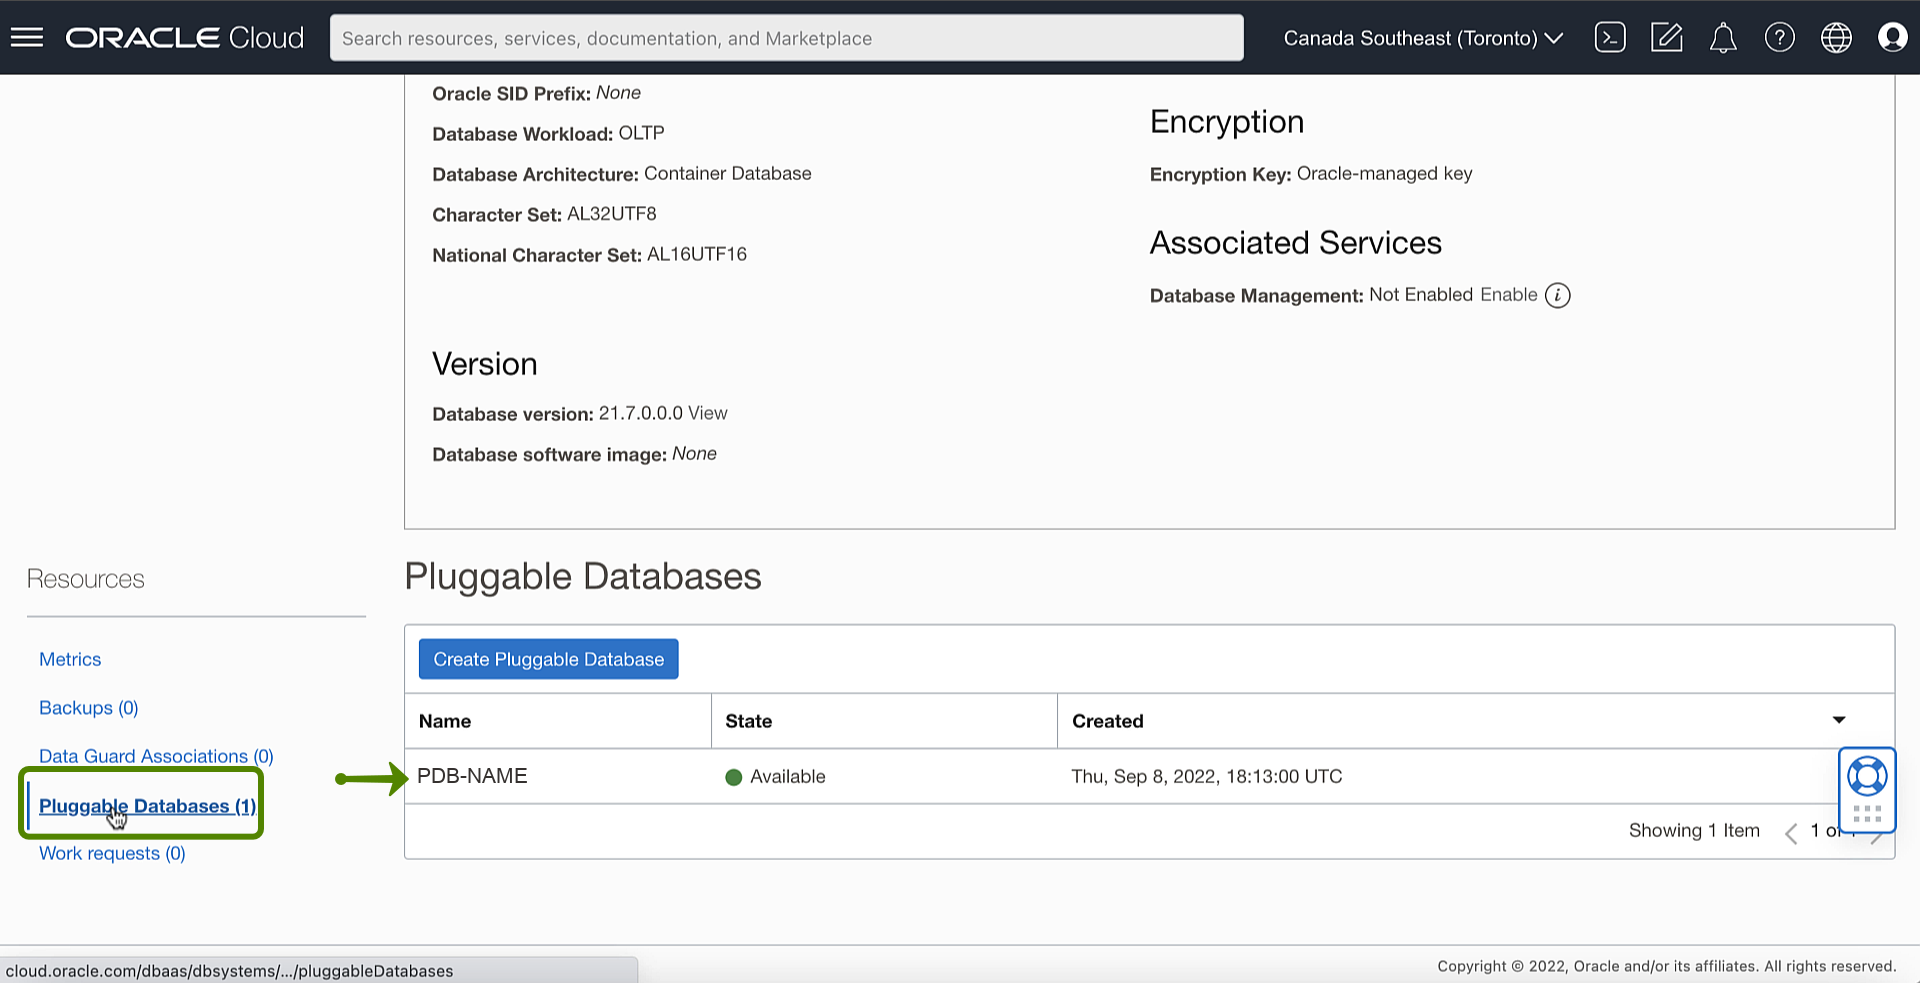 ORACLE Cloud
Search resources, services, documentation, and Marketplace
Canada Southeast (Toronto)
Oracle SID Prefix: None
Database Workload: OLTP
Database Architecture: Container Database
Character Set: AL32UTF8
National Character Set: AL16UTF16
Encryption
Encryption Key: Oracle-managed key
Associated Services
Database Management: Not Enabled Enable
Version
Database version: 21.7.0.0.0 View
Database software image: None
Resources
Metrics
Backups (0)
Data Guard Associations (0)
Pluggable Databases (1)
Work requests (0)
Pluggable Databases
Create Pluggable Database
Name State Created
PDB-NAME Available Thu, Sep 8, 2022, 18:13:00 UTC
Showing 1 Item 1 of 1
cloud.oracle.com/dbaas/dbsystems/.../pluggableDatabases
Copyright © 2022, Oracle and/or its affiliates. All rights reserved.